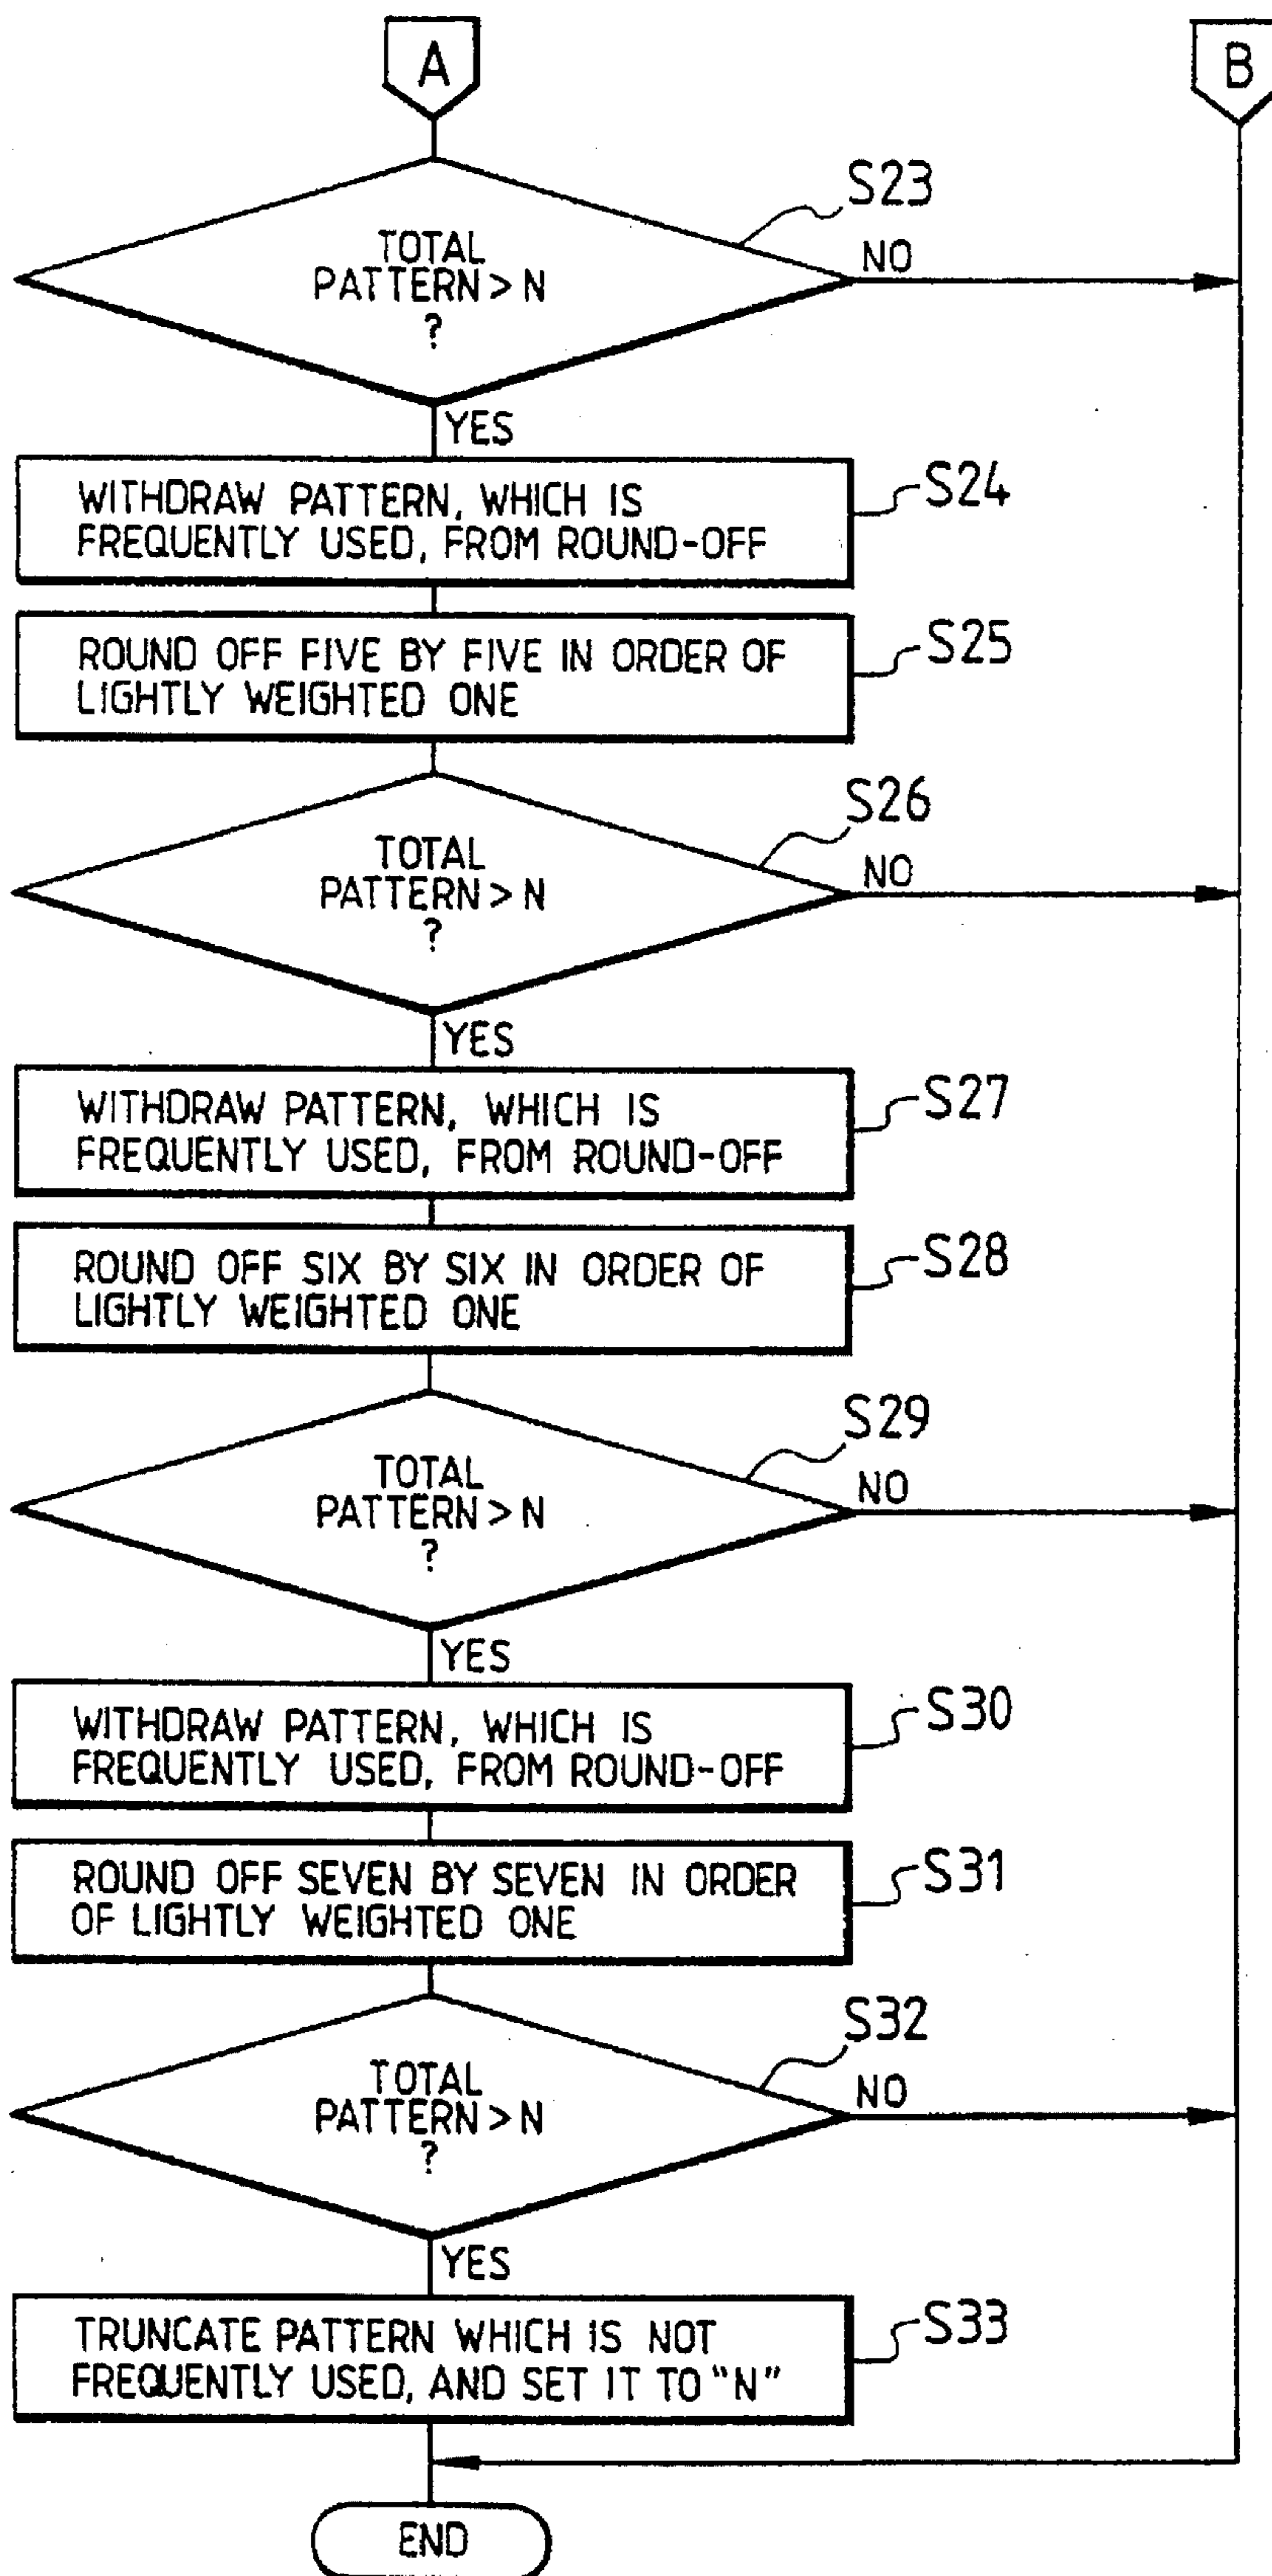 A
B
S23
TOTAL
PATTERN > N
?
NO
YES
WITHDRAW PATTERN, WHICH IS
FREQUENTLY USED, FROM ROUND-OFF
S24
ROUND OFF FIVE BY FIVE IN ORDER OF
LIGHTLY WEIGHTED ONE
S25
S26
TOTAL
PATTERN > N
?
NO
YES
WITHDRAW PATTERN, WHICH IS
FREQUENTLY USED, FROM ROUND-OFF
S27
ROUND OFF SIX BY SIX IN ORDER OF
LIGHTLY WEIGHTED ONE
S28
S29
TOTAL
PATTERN > N
?
NO
YES
WITHDRAW PATTERN, WHICH IS
FREQUENTLY USED, FROM ROUND-OFF
S30
ROUND OFF SEVEN BY SEVEN IN ORDER
OF LIGHTLY WEIGHTED ONE
S31
S32
TOTAL
PATTERN > N
?
NO
YES
TRUNCATE PATTERN WHICH IS NOT
FREQUENTLY USED, AND SET IT TO "N"
S33
END